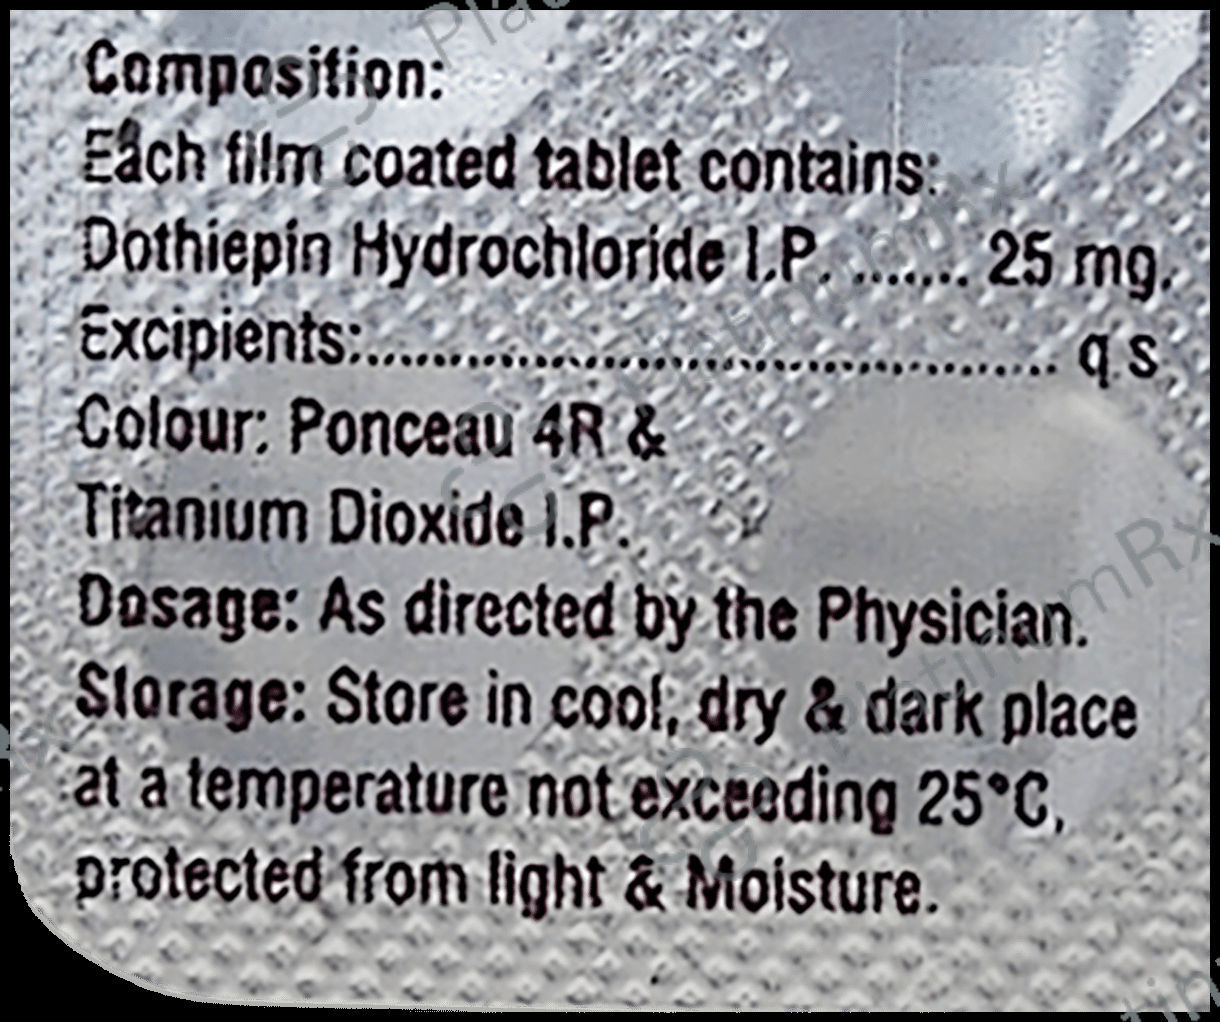 Composition:
Each film coated tablet contains:
Dothiepin Hydrochloride I.P. ....... 25 mg.
Excipients:............................................. q.s.
Colour: Ponceau 4R &
Titanium Dioxide I.P.
Dosage: As directed by the Physician.
Storage: Store in cool, dry & dark place
at a temperature not exceeding 25°C,
protected from light & Moisture.
PlatinumRx